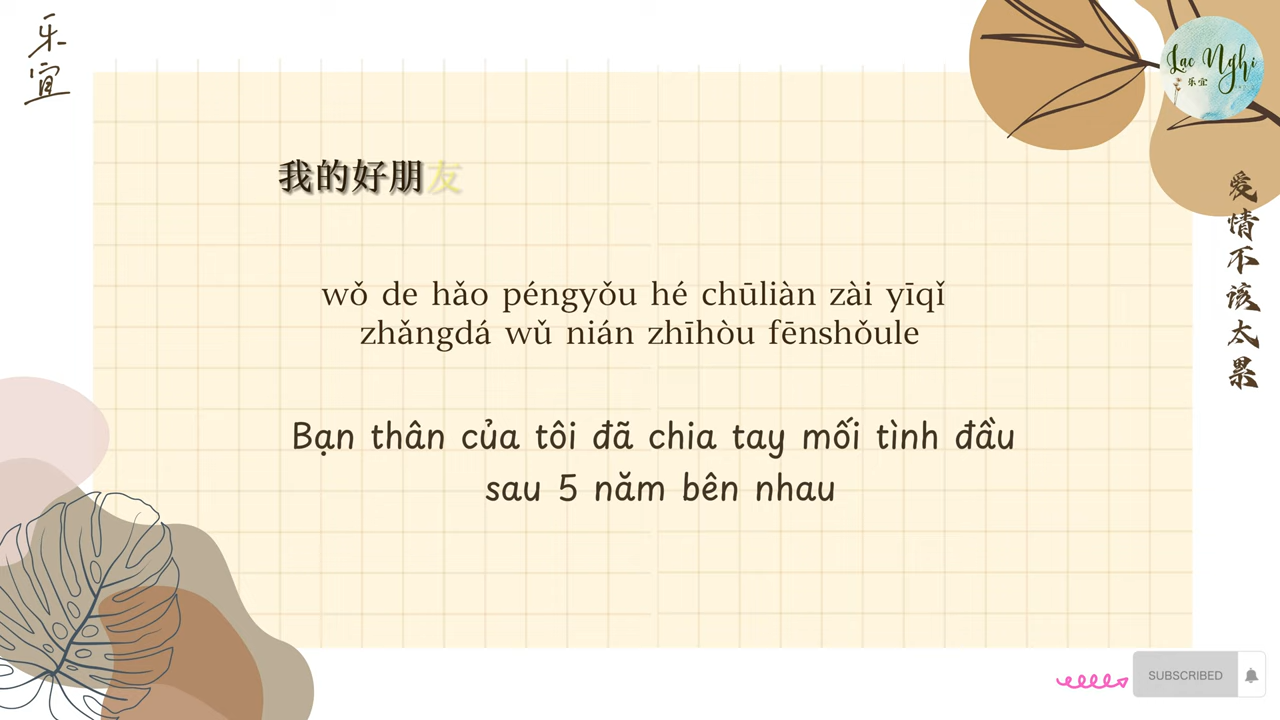 乐宜
Lac Nghi
乐宜
我的好朋友
wǒ de hǎo péngyǒu hé chūliàn zài yīqǐ
zhǎngdá wǔ nián zhīhòu fēnshǒule
Bạn thân của tôi đã chia tay mối tình đầu
sau 5 năm bên nhau
爱情不该太累
SUBSCRIBED